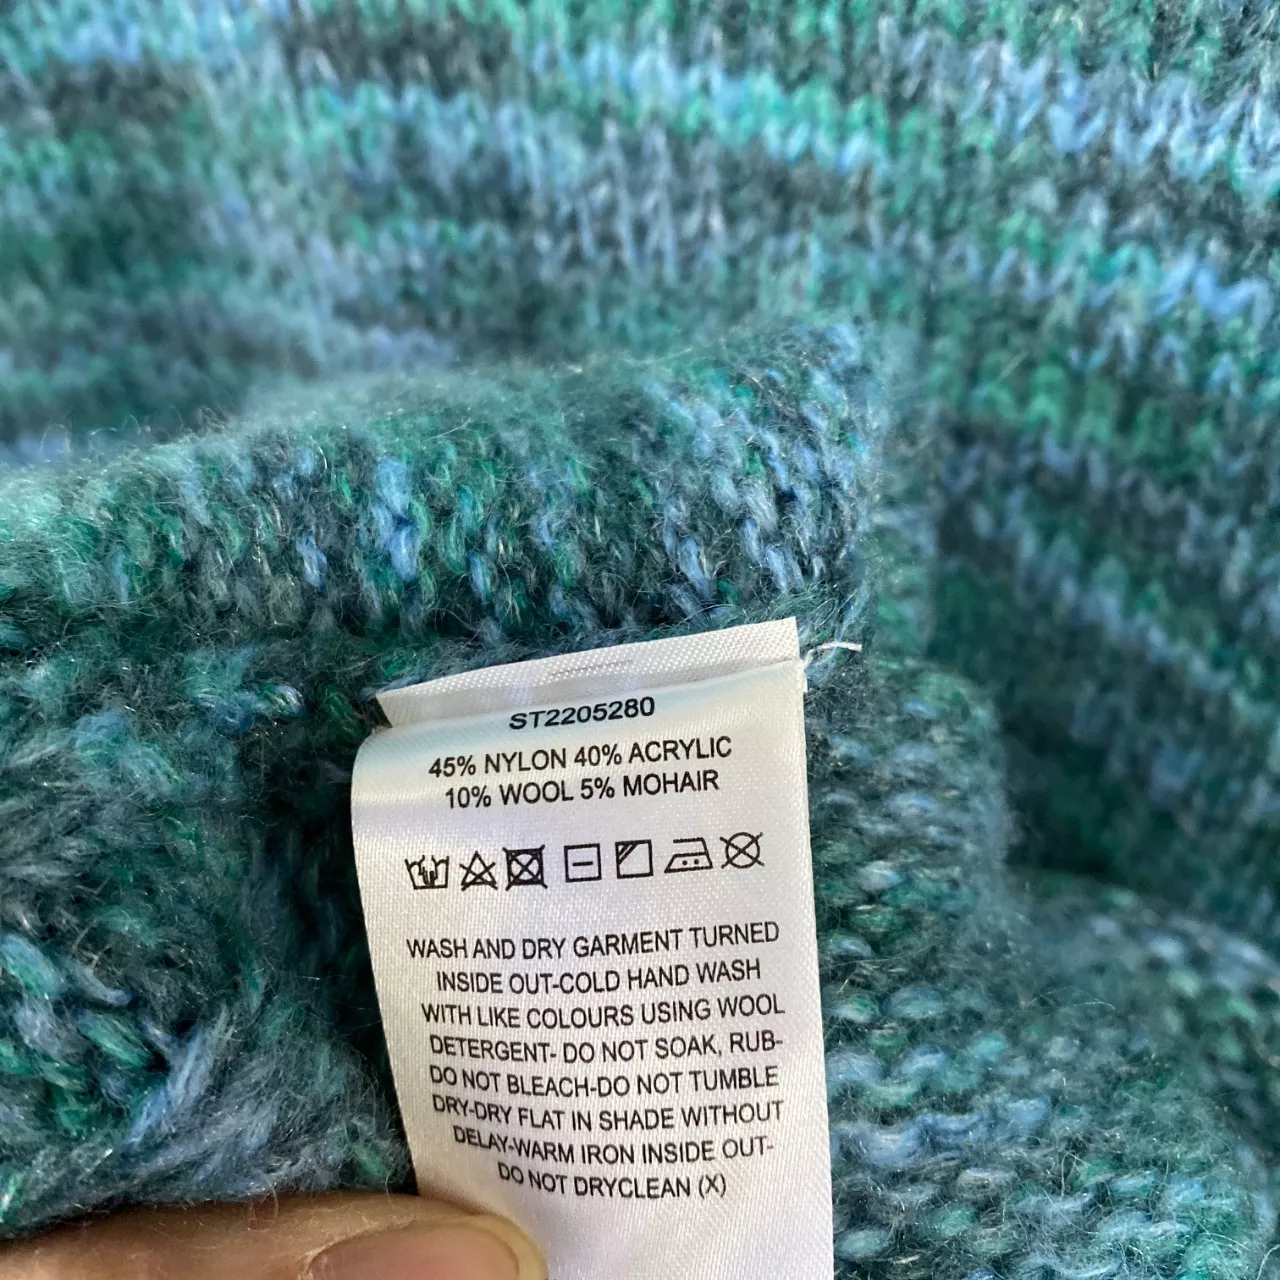 ST2205280
45% NYLON 40% ACRYLIC
10% WOOL 5% MOHAIR
WASH AND DRY GARMENT TURNED
INSIDE OUT-COLD HAND WASH
WITH LIKE COLOURS USING WOOL
DETERGENT- DO NOT SOAK, RUB-
DO NOT BLEACH-DO NOT TUMBLE
DRY-DRY FLAT IN SHADE WITHOUT
DELAY-WARM IRON INSIDE OUT-
DO NOT DRYCLEAN (X)